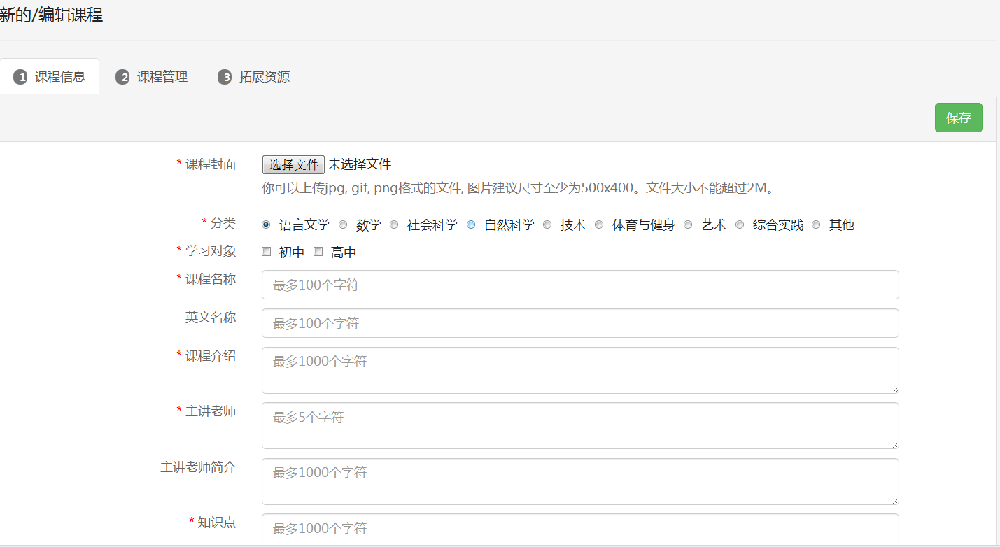 新的/编辑课程
1 课程信息 2 课程管理 3 拓展资源
保存
* 课程封面 选择文件 未选择文件
你可以上传jpg, gif, png格式的文件, 图片建议尺寸至少为500x400。文件大小不能超过2M。
* 分类 语言文学 数学 社会科学 自然科学 技术 体育与健身 艺术 综合实践 其他
* 学习对象 初中 高中
* 课程名称 最多100个字符
英文名称 最多100个字符
* 课程介绍 最多1000个字符
* 主讲老师 最多5个字符
主讲老师简介 最多1000个字符
* 知识点 最多1000个字符